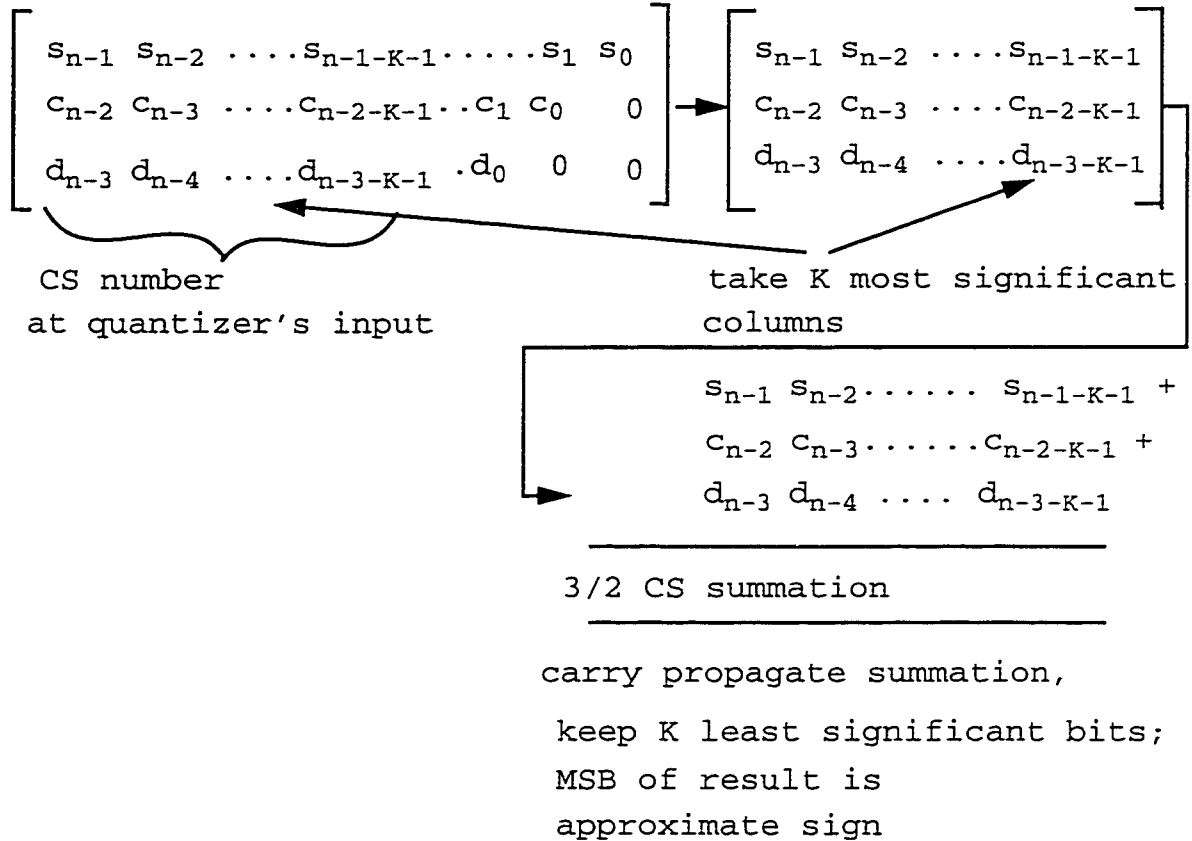 s_{n-1} s_{n-2} ....s_{n-1-K-1}.....s_1 s_0
c_{n-2} c_{n-3} ....c_{n-2-K-1}..c_1 c_0 0
d_{n-3} d_{n-4} ....d_{n-3-K-1} .d_0 0 0
s_{n-1} s_{n-2} ....s_{n-1-K-1}
c_{n-2} c_{n-3} ....c_{n-2-K-1}
d_{n-3} d_{n-4} ....d_{n-3-K-1}
CS number
at quantizer's input
take K most significant
columns
s_{n-1} s_{n-2}...... s_{n-1-K-1} +
c_{n-2} c_{n-3}......c_{n-2-K-1} +
d_{n-3} d_{n-4} .... d_{n-3-K-1}
3/2 CS summation
carry propagate summation,
keep K least significant bits;
MSB of result is
approximate sign